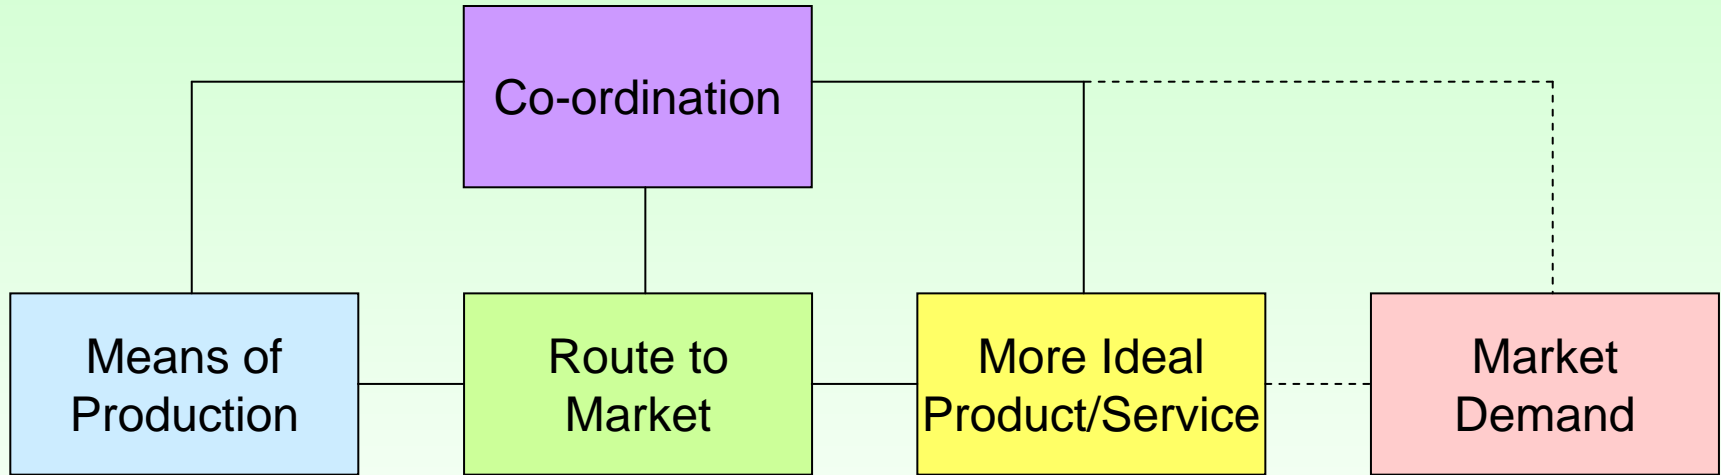 Co-ordination
Means of
Production
Route to
Market
More Ideal
Product/Service
Market
Demand